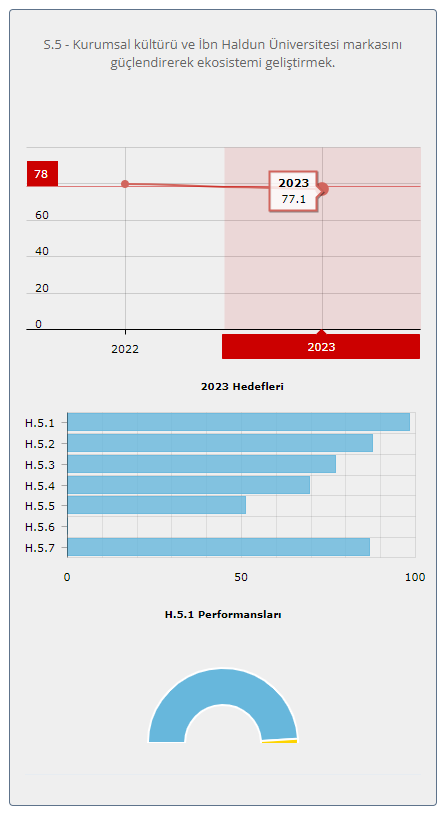 S.5 - Kurumsal kültürü ve İbn Haldun Üniversitesi markasını
güçlendirerek ekosistemi geliştirmek.
78
2023
77.1
60
40
20
0
2022
2023
2023 Hedefleri
H.5.1
H.5.2
H.5.3
H.5.4
H.5.5
H.5.6
H.5.7
0 50 100
H.5.1 Performansları